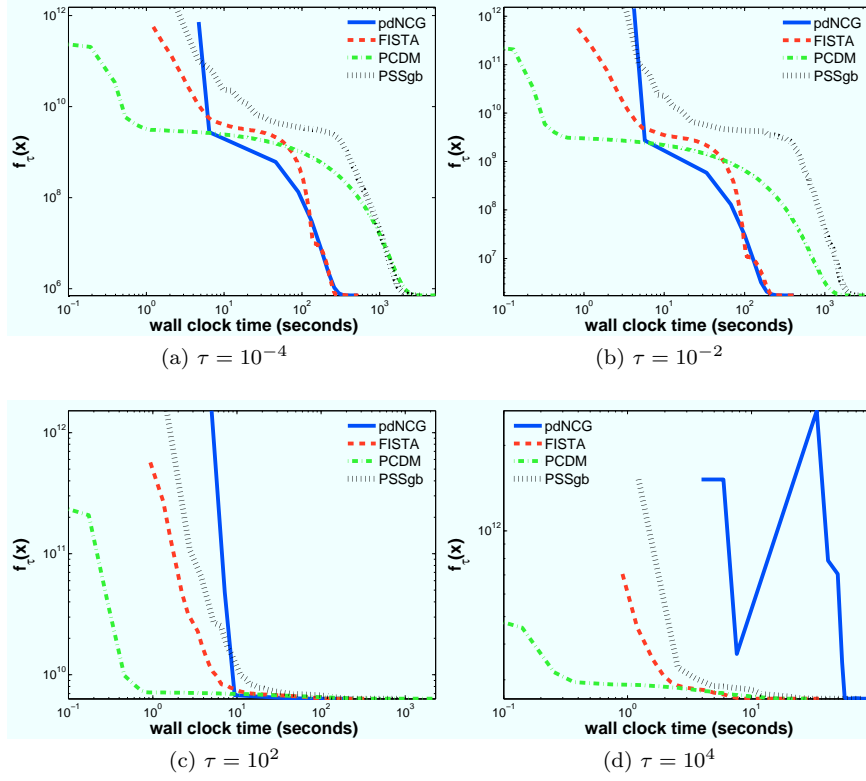 10^12
10^10
10^8
10^6
f_τ(x)
pdNCG
FISTA
PCDM
PSSgb
10^−1 10^0 10^1 10^2 10^3
wall clock time (seconds)
(a) τ = 10^−4
10^12
10^11
10^10
10^9
10^8
10^7
f_τ(x)
pdNCG
FISTA
PCDM
PSSgb
10^−1 10^0 10^1 10^2 10^3
wall clock time (seconds)
(b) τ = 10^−2
10^12
10^11
10^10
f_τ(x)
pdNCG
FISTA
PCDM
PSSgb
10^−1 10^0 10^1 10^2 10^3
wall clock time (seconds)
(c) τ = 10^2
10^12
f_τ(x)
pdNCG
FISTA
PCDM
PSSgb
10^−1 10^0 10^1
wall clock time (seconds)
(d) τ = 10^4